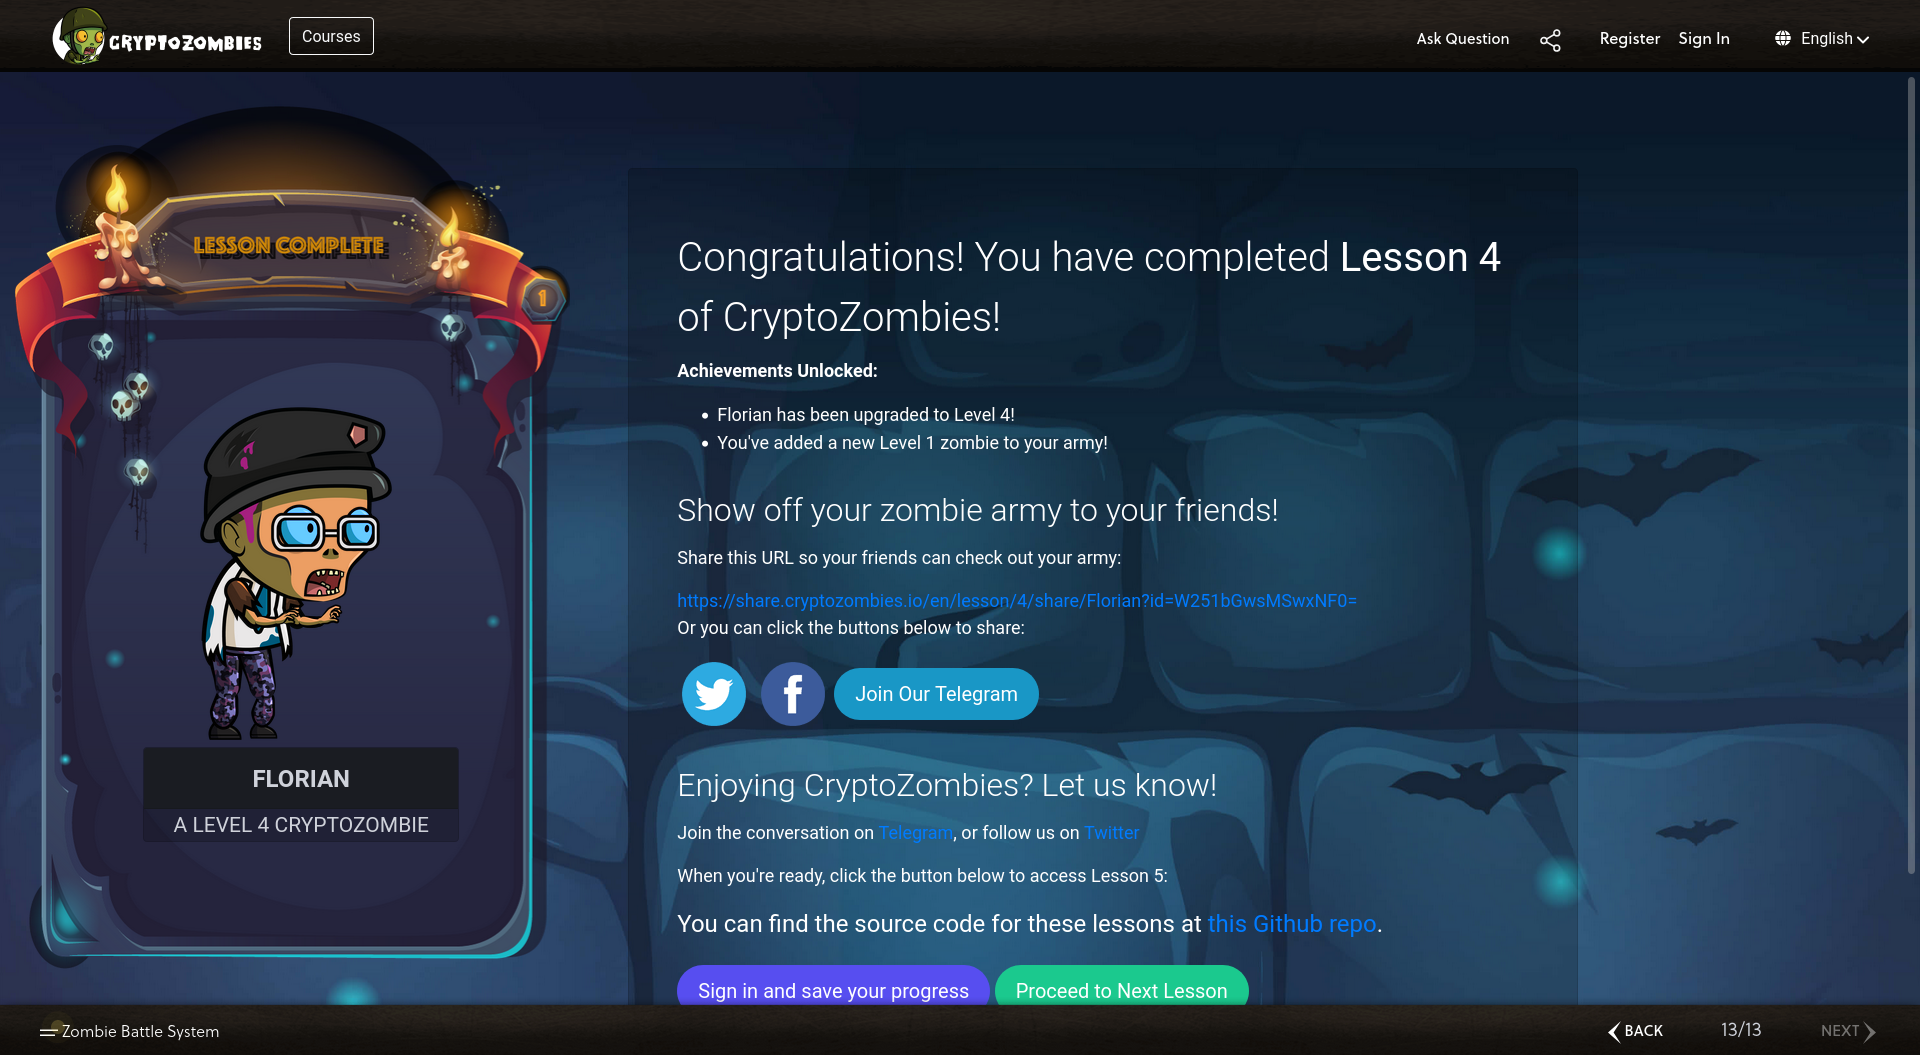 CRYPTOZOMBIES
Courses
Ask Question
Register
Sign In
English
LESSON COMPLETE
1
FLORIAN
A LEVEL 4 CRYPTOZOMBIE
Congratulations! You have completed Lesson 4
of CryptoZombies!
Achievements Unlocked:
Florian has been upgraded to Level 4!
You've added a new Level 1 zombie to your army!
Show off your zombie army to your friends!
Share this URL so your friends can check out your army:
https://share.cryptozombies.io/en/lesson/4/share/Florian?id=W251bGwsMSwxNF0=
Or you can click the buttons below to share:
Join Our Telegram
Enjoying CryptoZombies? Let us know!
Join the conversation on Telegram, or follow us on Twitter
When you're ready, click the button below to access Lesson 5:
You can find the source code for these lessons at this Github repo.
Sign in and save your progress
Proceed to Next Lesson
Zombie Battle System
BACK
13/13
NEXT